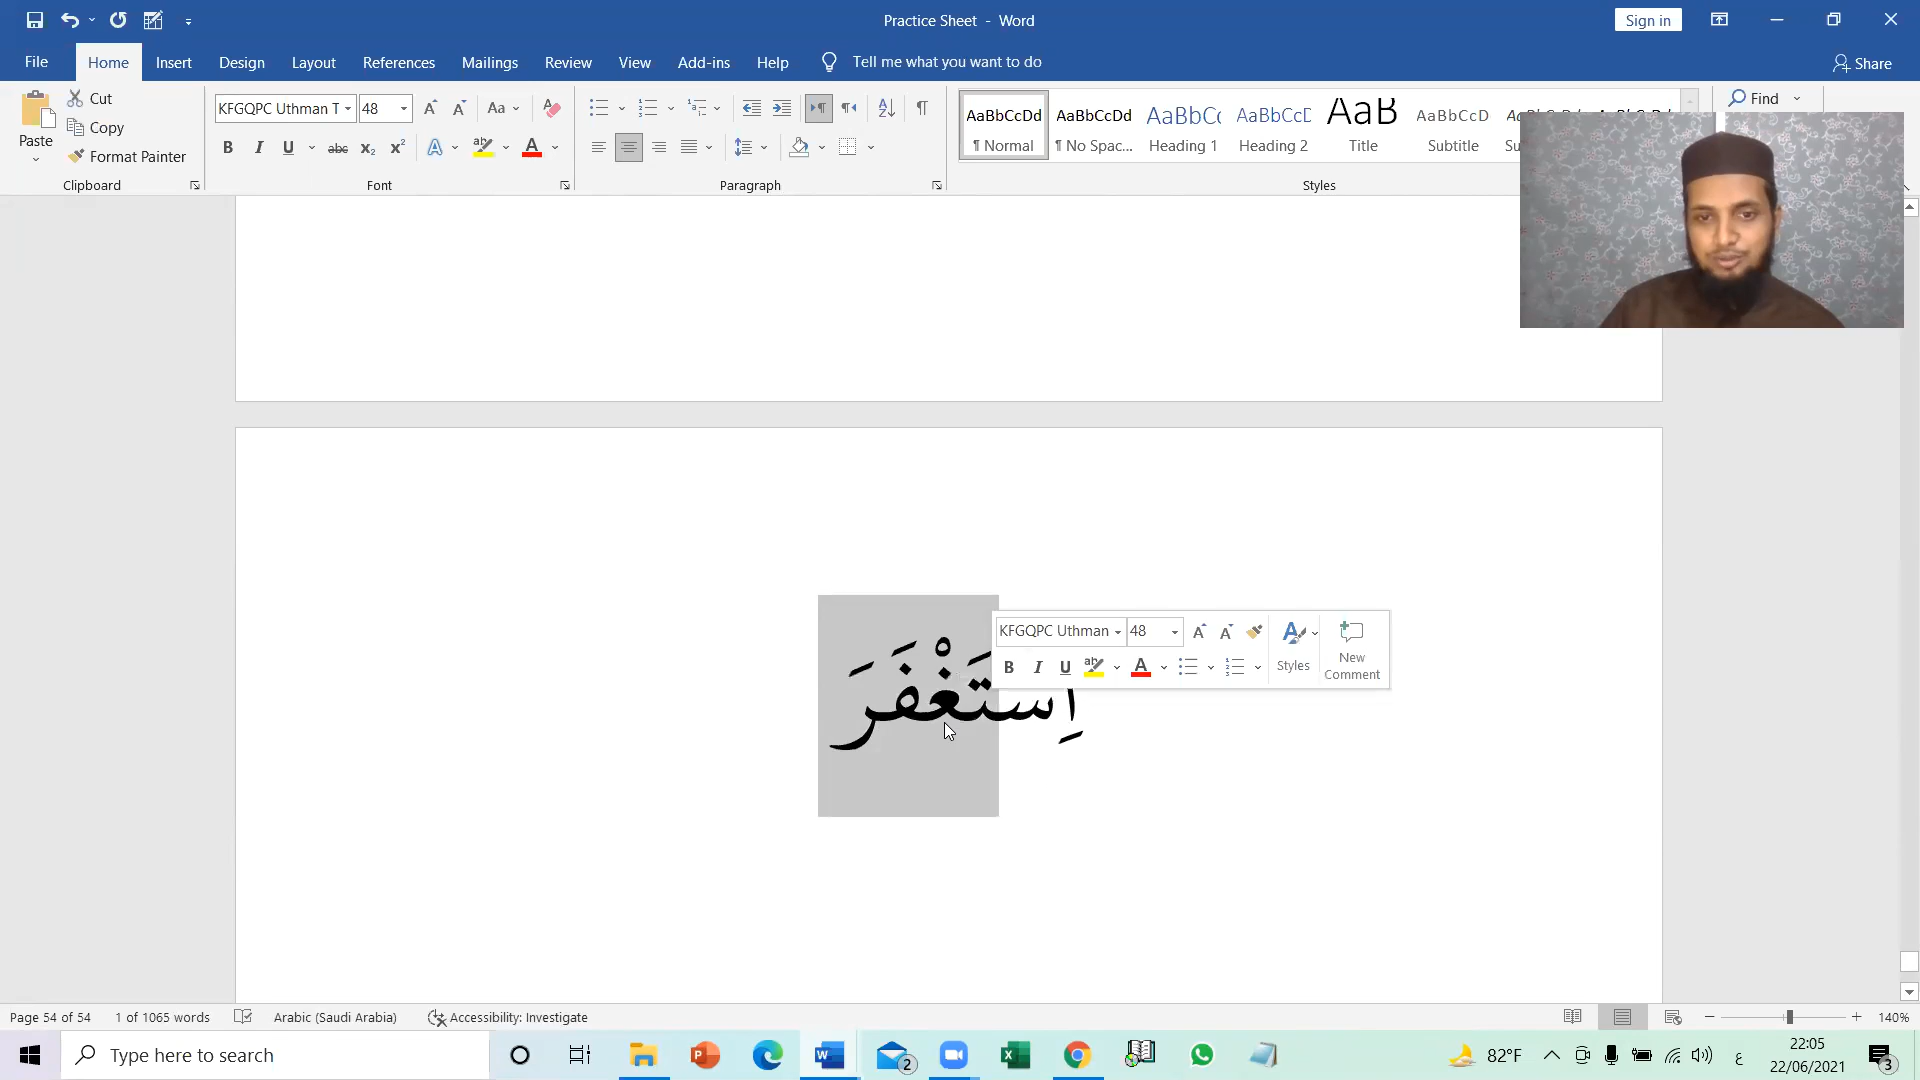 Practice Sheet - Word
Sign in
File
Home
Insert
Design
Layout
References
Mailings
Review
View
Add-ins
Help
Tell me what you want to do
Share
Paste
Cut
Copy
Format Painter
Clipboard
KFGQPC Uthman T
48
Aa
Font
Paragraph
AaBbCcDd
¶ Normal
AaBbCcDd
¶ No Spac...
AaBbCc
Heading 1
AaBbCcD
Heading 2
AaB
Title
AaBbCcD
Subtitle
Styles
Find
KFGQPC Uthman
48
B I U
Styles
New
Comment
اِستَغْفَرَ
Page 54 of 54
1 of 1065 words
Arabic (Saudi Arabia)
Accessibility: Investigate
140%
Type here to search
2
82°F
ع
22:05
22/06/2021
3